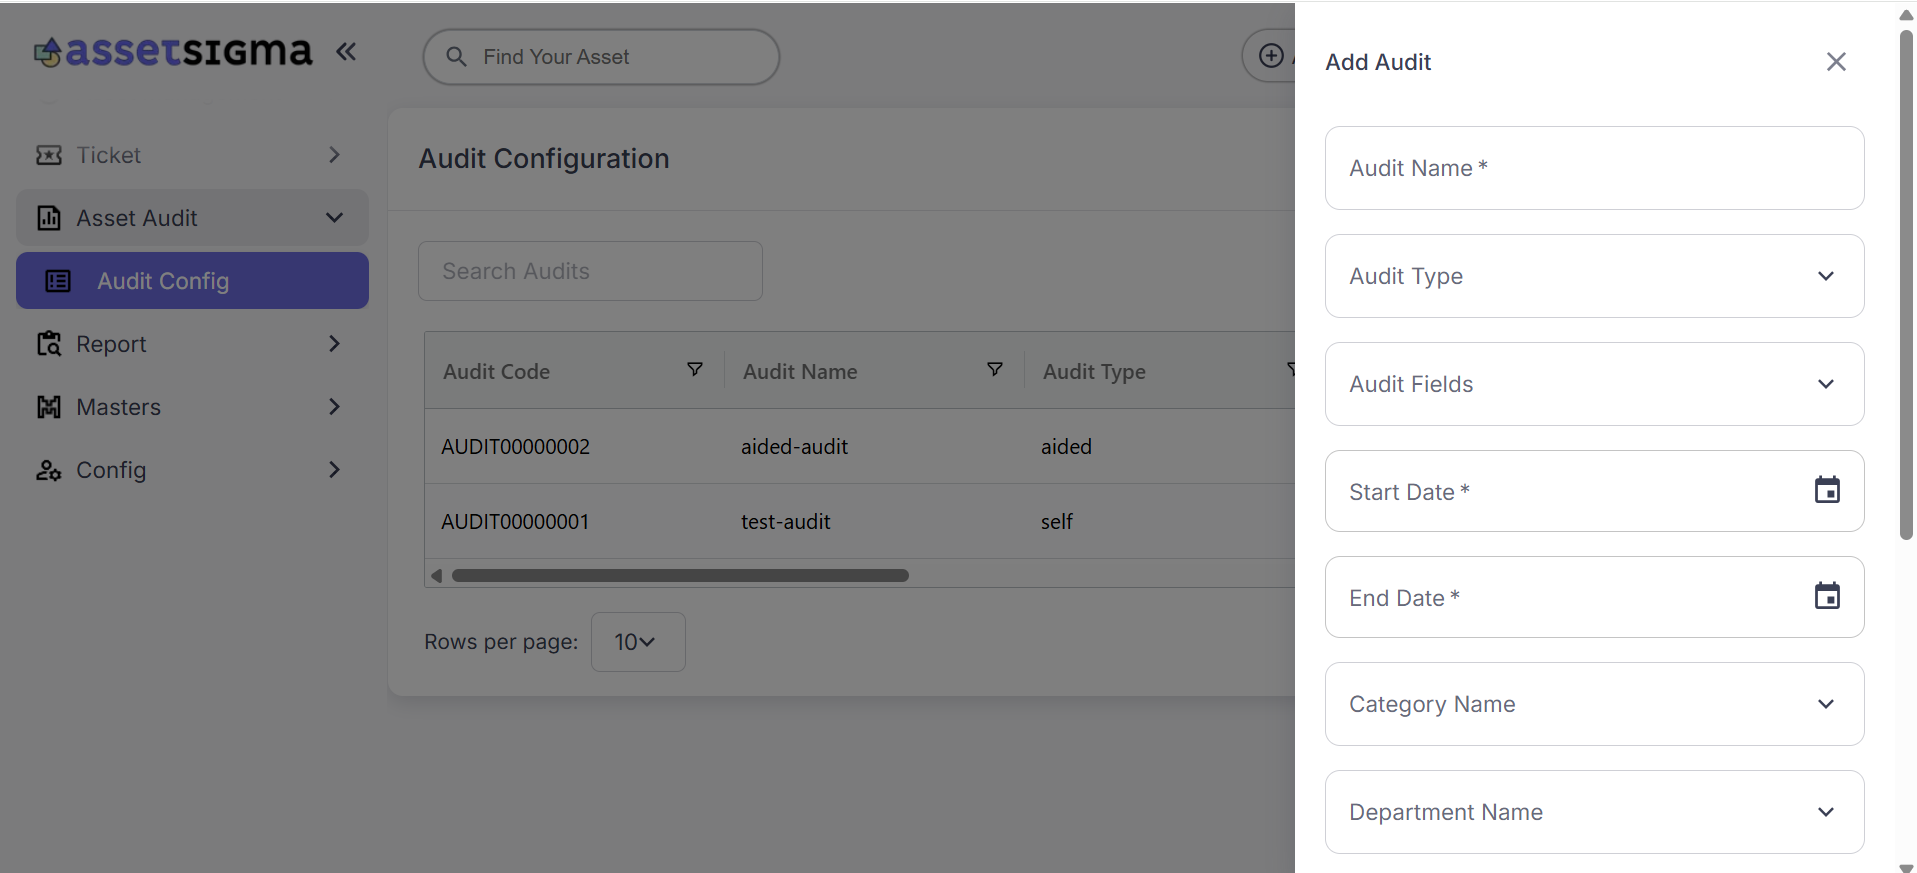 assetsigma
Ticket
Asset Audit
Audit Config
Report
Masters
Config
Find Your Asset
Audit Configuration
Search Audits
Audit Code Audit Name Audit Type
AUDIT00000002 aided-audit aided
AUDIT00000001 test-audit self
Rows per page: 10
Add Audit
Audit Name *
Audit Type
Audit Fields
Start Date *
End Date *
Category Name
Department Name